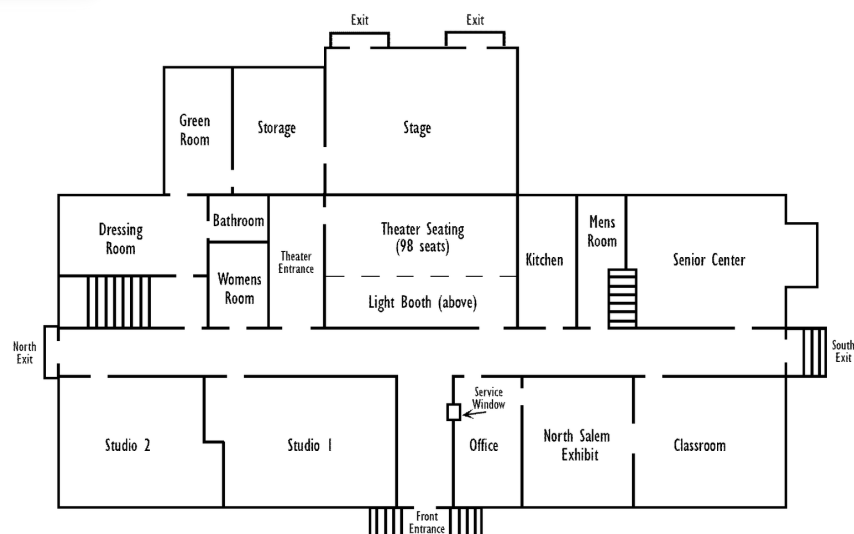 Exit
Exit
Green
Room
Storage
Stage
Dressing
Room
Bathroom
Womens
Room
Theater
Entrance
Theater Seating
(98 seats)
Light Booth (above)
Kitchen
Mens
Room
Senior Center
North
Exit
South
Exit
Studio 2
Studio 1
Service
Window
Office
North Salem
Exhibit
Classroom
Front
Entrance